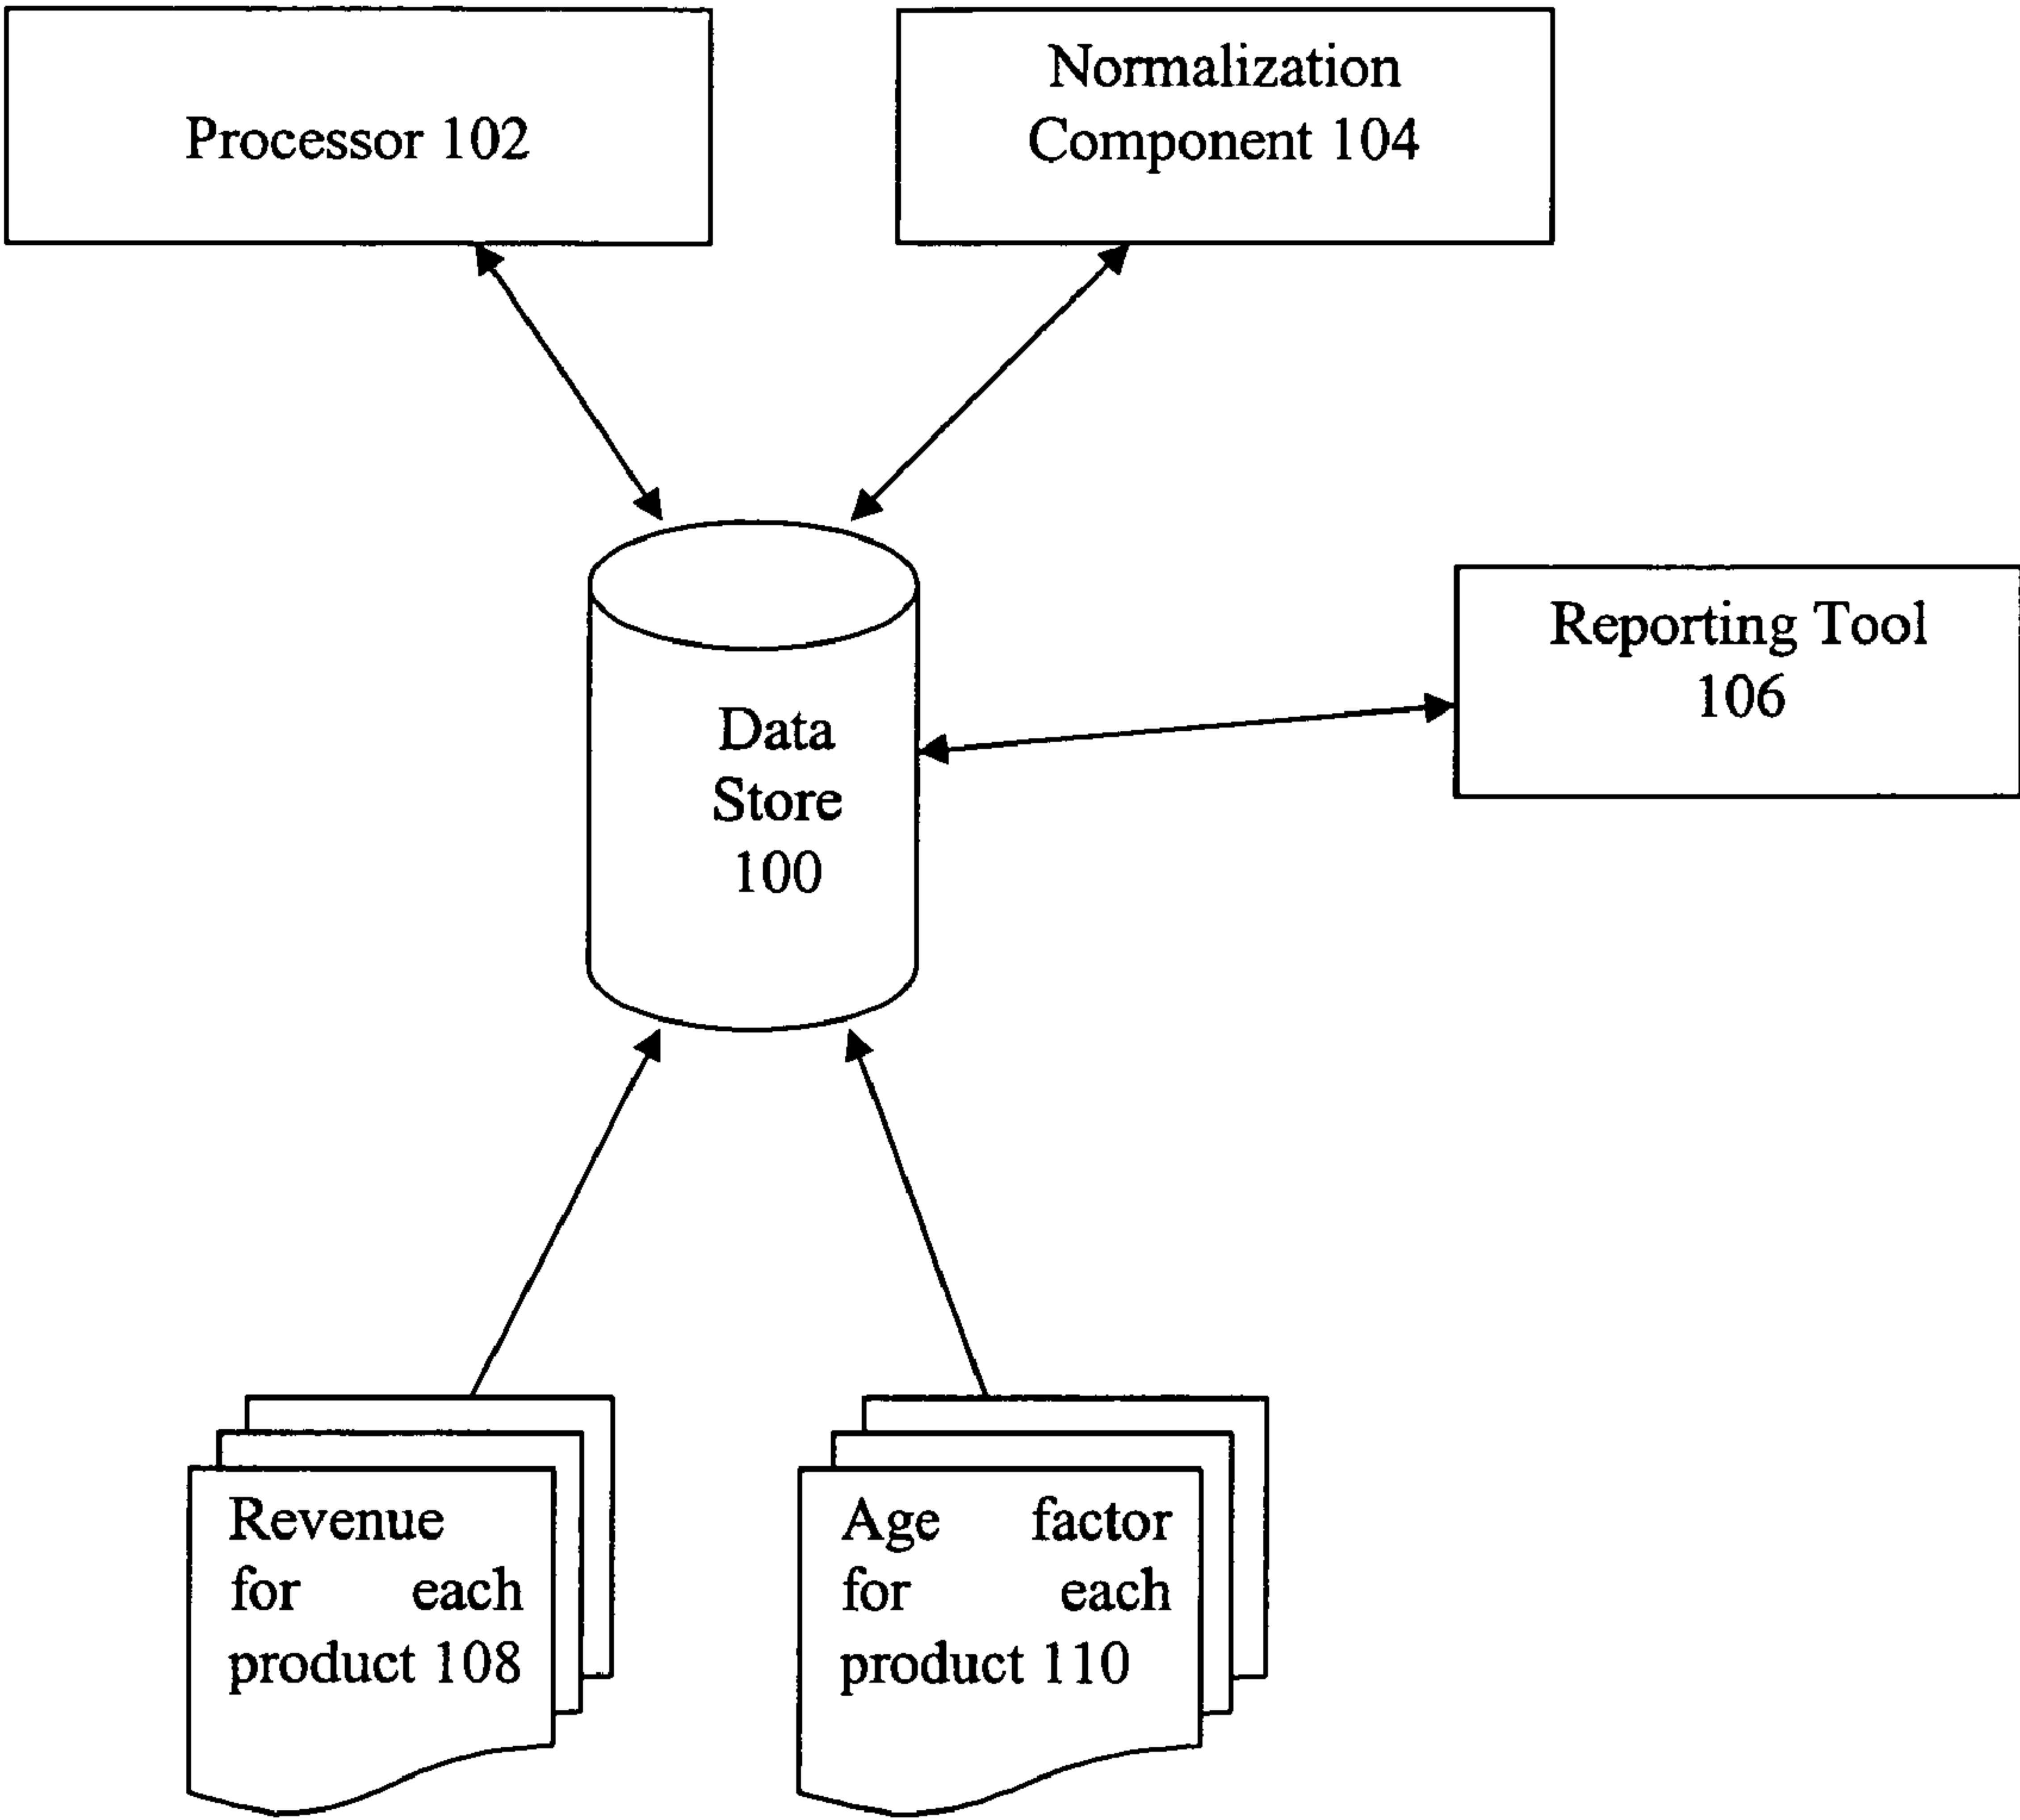 Processor 102
Normalization
Component 104
Reporting Tool
106
Data
Store
100
Revenue
for each
product 108
Age factor
for each
product 110